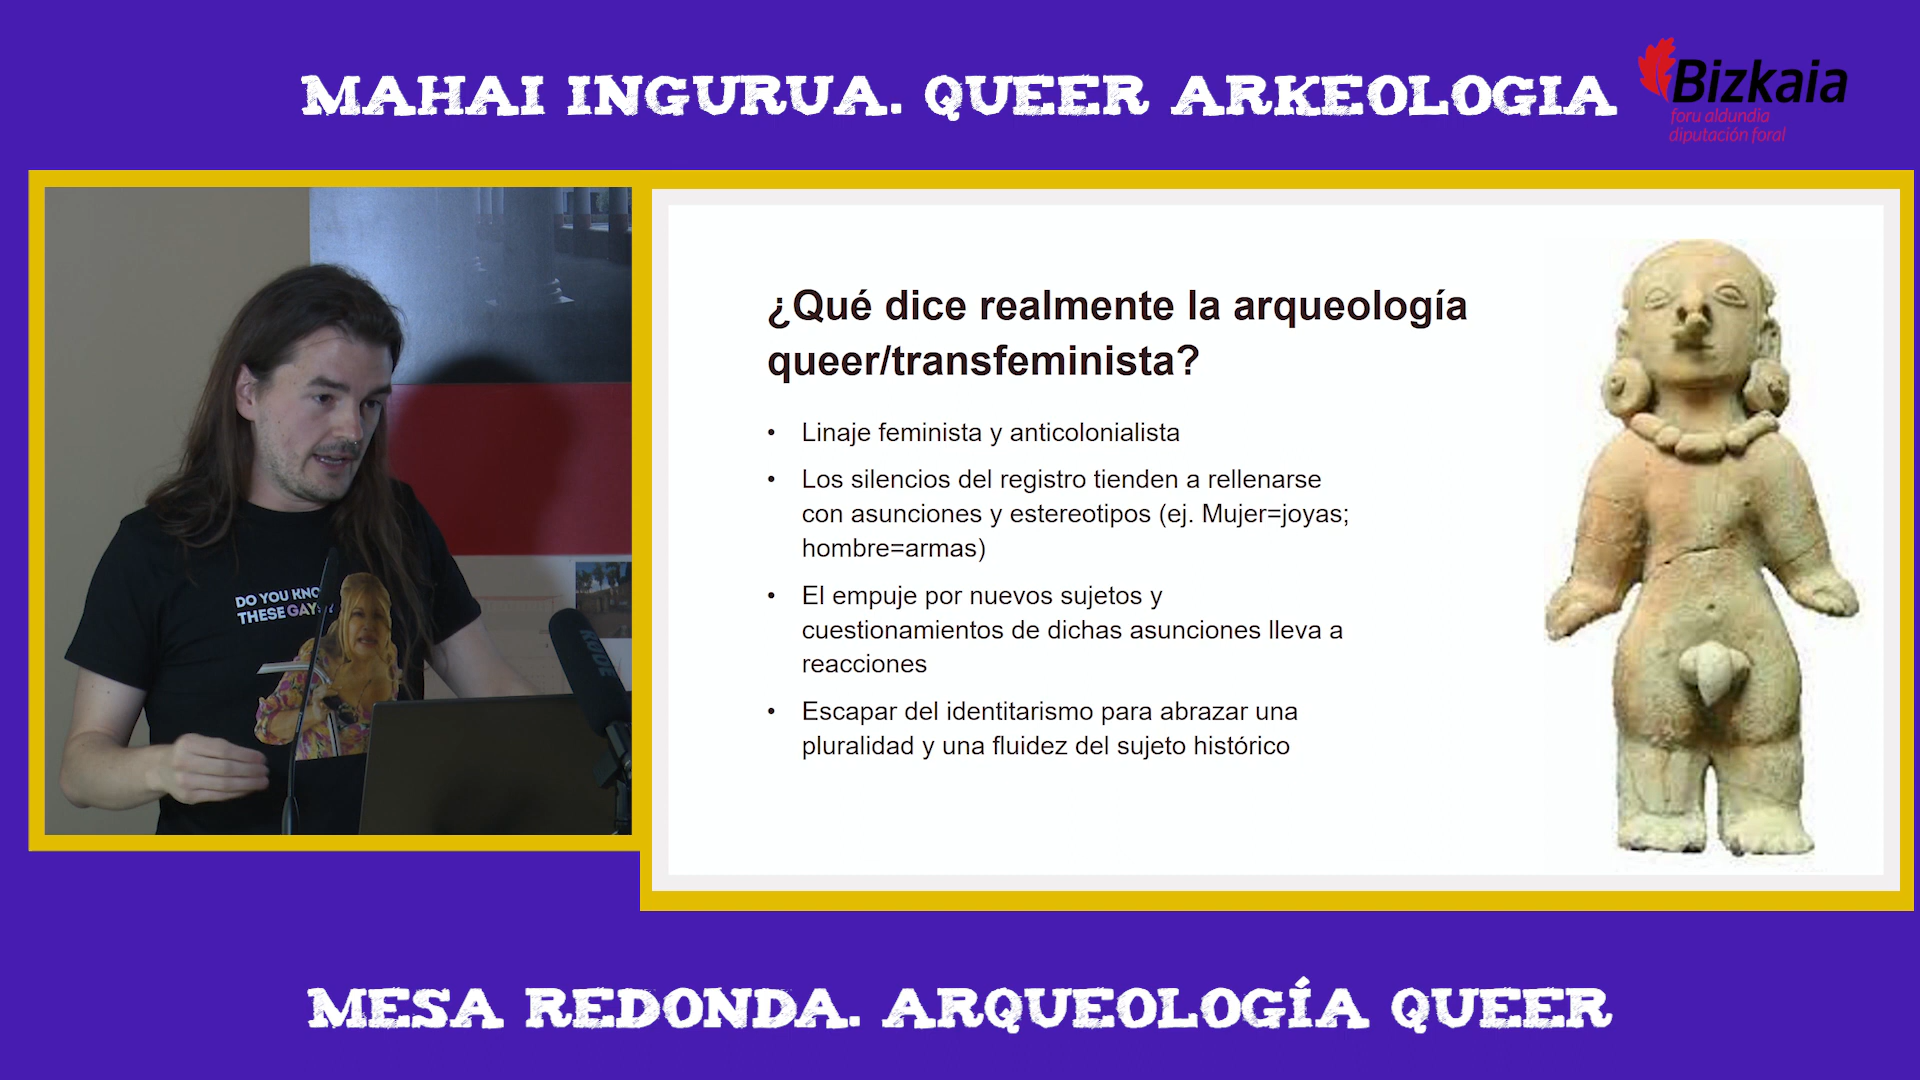 MAHAI INGURUA. QUEER ARKEOLOGIA
Bizkaia
foru aldundia
diputación foral
¿Qué dice realmente la arqueología
queer/transfeminista?
• Linaje feminista y anticolonialista
• Los silencios del registro tienden a rellenarse
con asunciones y estereotipos (ej. Mujer=joyas;
hombre=armas)
• El empuje por nuevos sujetos y
cuestionamientos de dichas asunciones lleva a
reacciones
• Escapar del identitarismo para abrazar una
pluralidad y una fluidez del sujeto histórico
DO YOU KNO
THESE GAYS?
RODE
MESA REDONDA. ARQUEOLOGÍA QUEER